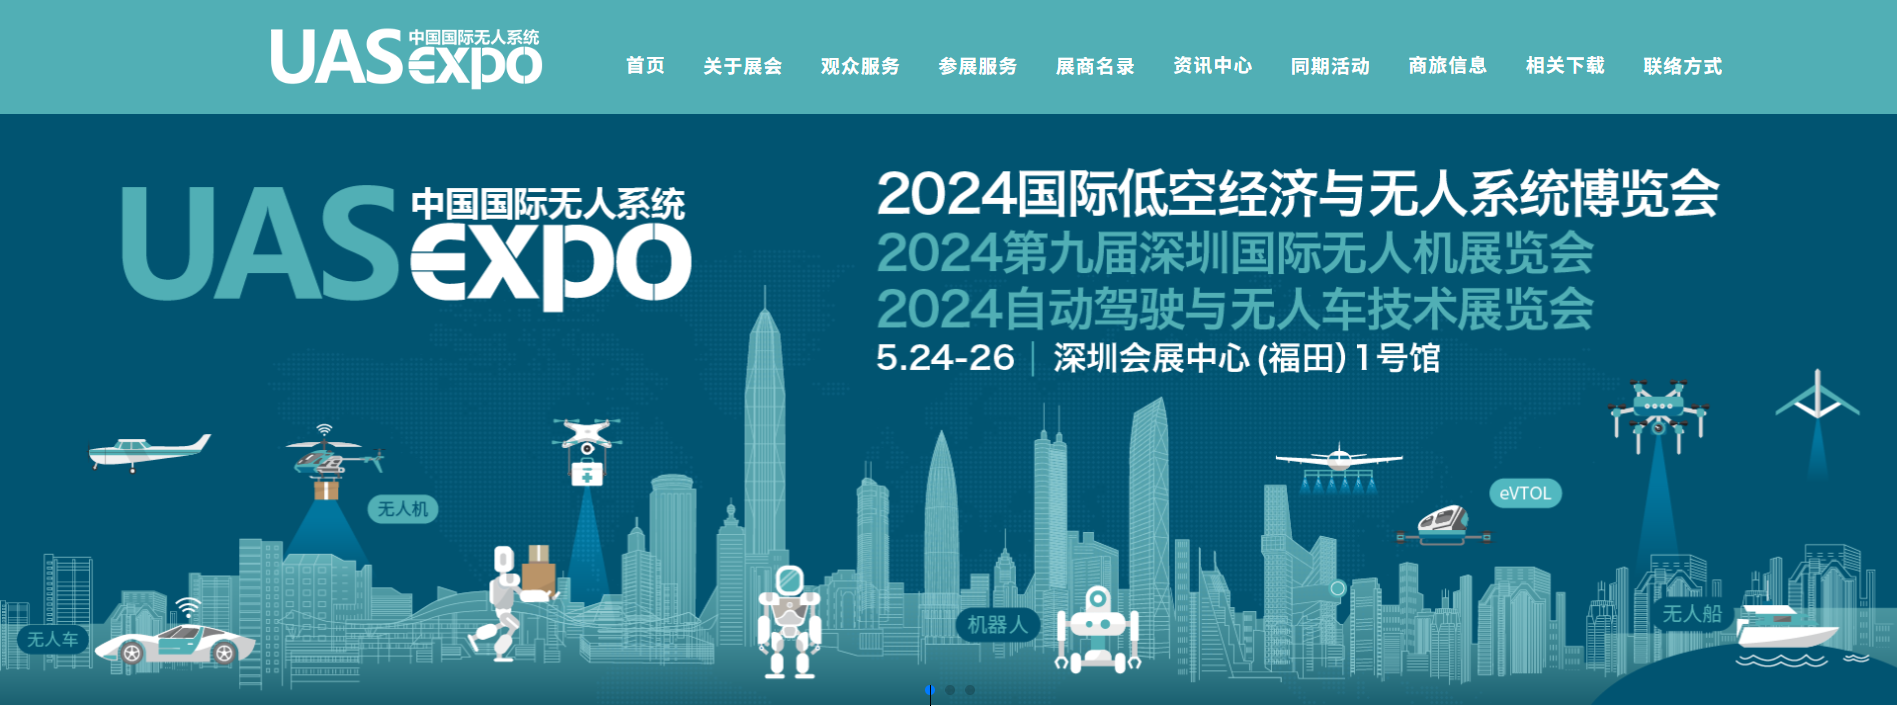 UAS 中国国际无人系统
expo
首页 关于展会 观众服务 参展服务 展商名录 资讯中心 同期活动 商旅信息 相关下载 联络方式
UAS 中国国际无人系统
expo
2024国际低空经济与无人系统博览会
2024第九届深圳国际无人机展览会
2024自动驾驶与无人车技术展览会
5.24-26 | 深圳会展中心 (福田) 1号馆
无人机
eVTOL
无人车
机器人
无人船